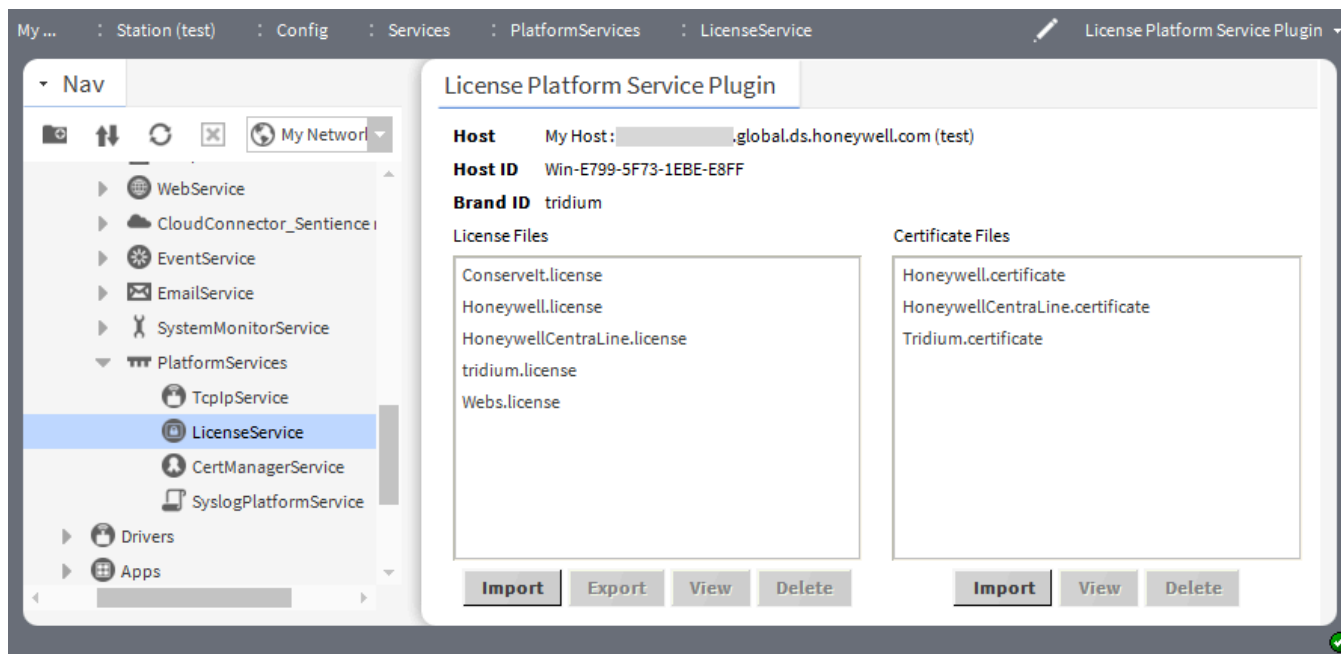 My ... : Station (test) : Config : Services : PlatformServices : LicenseService License Platform Service Plugin
Nav
My Networ
WebService
CloudConnector_Sentience
EventService
EmailService
SystemMonitorService
PlatformServices
TcpIpService
LicenseService
CertManagerService
SyslogPlatformService
Drivers
Apps
License Platform Service Plugin
Host My Host : .global.ds.honeywell.com (test)
Host ID Win-E799-5F73-1EBE-E8FF
Brand ID tridium
License Files
ConserveIt.license
Honeywell.license
HoneywellCentraLine.license
tridium.license
Webs.license
Import Export View Delete
Certificate Files
Honeywell.certificate
HoneywellCentraLine.certificate
Tridium.certificate
Import View Delete